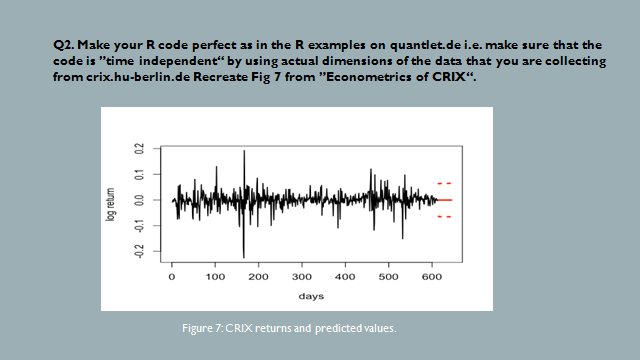 Q2. Make your R code perfect as in the R examples on quantlet.de i.e. make sure that the
code is ”time independent“ by using actual dimensions of the data that you are collecting
from crix.hu-berlin.de Recreate Fig 7 from ”Econometrics of CRIX“.
0.2
0.1
0.0
-0.1
-0.2
log return
0 100 200 300 400 500 600
days
Figure 7: CRIX returns and predicted values.